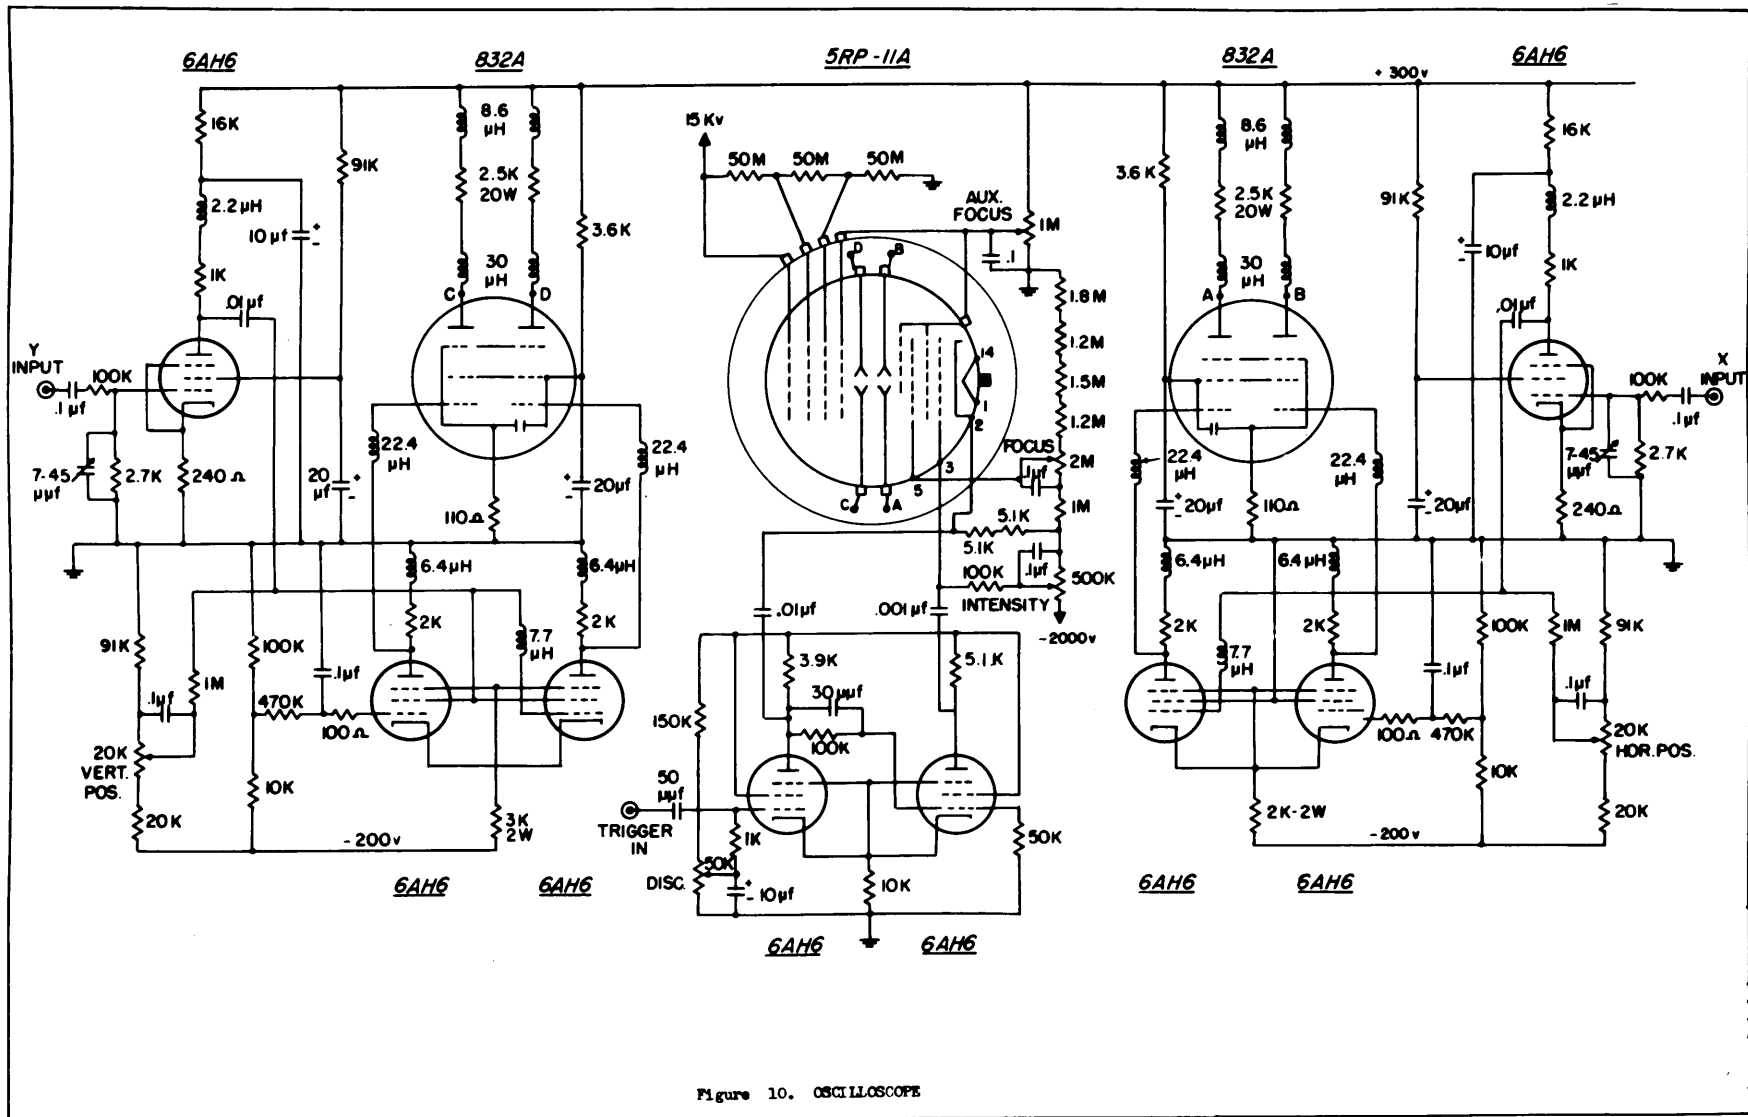 6AH6
832A
5RP-11A
832A
6AH6
+ 300v
16K
91K
8.6
µH
2.5K
20W
3.6K
30
µH
C
D
2.2µH
10µf
+
-
1K
.01µf
Y
INPUT
100K
.1µf
7-45
µµf
2.7K
240Ω
20
µf
+
-
22.4
µH
22.4
µH
+
-
20µf
110Ω
15Kv
50M
50M
50M
AUX.
FOCUS
1M
.1
D
B
14
1
2
3
5
C
A
1.8M
1.2M
1.5M
1.2M
FOCUS
2M
.1µf
1M
5.1K
5.1K
.1µf
100K
500K
INTENSITY
-2000v
3.6K
8.6
µH
2.5K
20W
30
µH
A
B
91K
16K
2.2µH
+
-
10µf
1K
.01µf
X
INPUT
100K
.1µf
7-45
µµf
2.7K
240Ω
22.4
µH
22.4
µH
+
-
20µf
110Ω
+
-
20µf
6.4µH
6.4µH
2K
2K
7.7
µH
91K
100K
.1µf
1M
.1µf
470K
100Ω
20K
VERT.
POS.
10K
20K
3K
2W
-200v
6AH6
6AH6
.01µf
.001µf
3.9K
5.1K
30µµf
100K
150K
50
µµf
TRIGGER
IN
1K
50K
DISC.
+
-
10µf
10K
50K
6AH6
6AH6
6.4µH
6.4µH
2K
2K
7.7
µH
.1µf
100K
1M
91K
.1µf
100Ω
470K
20K
HOR.POS.
10K
2K-2W
20K
-200v
6AH6
6AH6
Figure 10. OSCILLOSCOPE